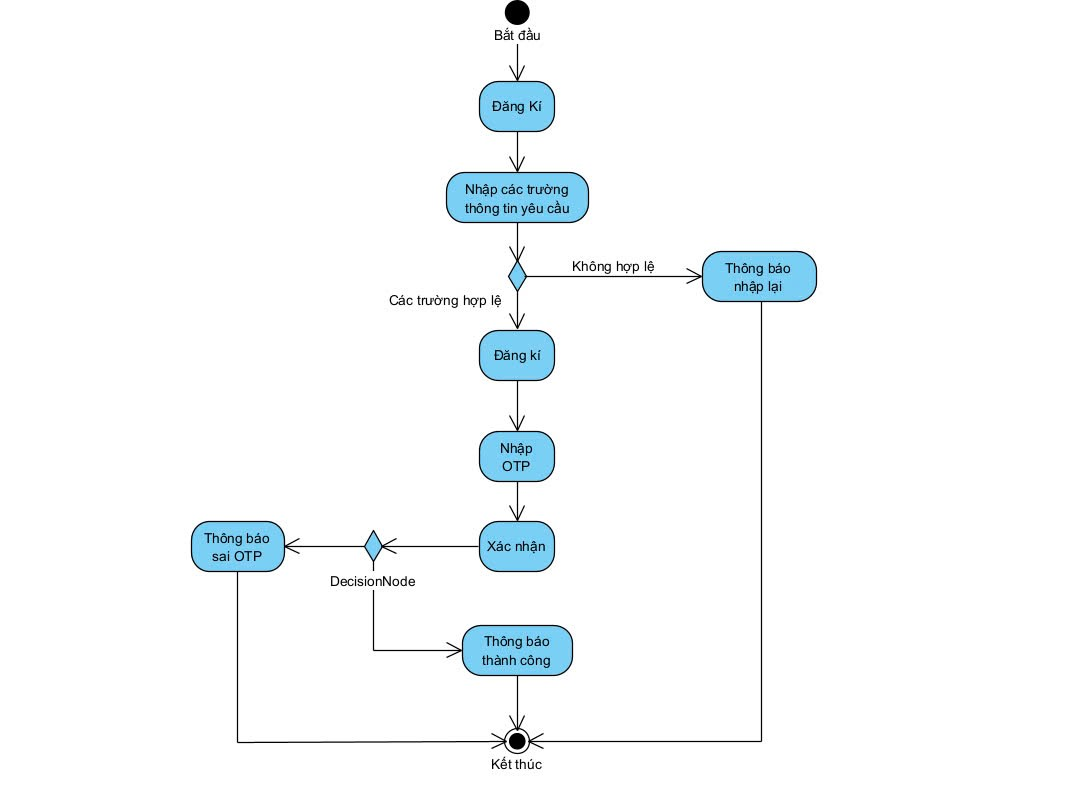 Bắt đầu
Đăng Kí
Nhập các trường
thông tin yêu cầu
Không hợp lệ
Thông báo
nhập lại
Các trường hợp lệ
Đăng kí
Nhập
OTP
Xác nhận
Thông báo
sai OTP
DecisionNode
Thông báo
thành công
Kết thúc